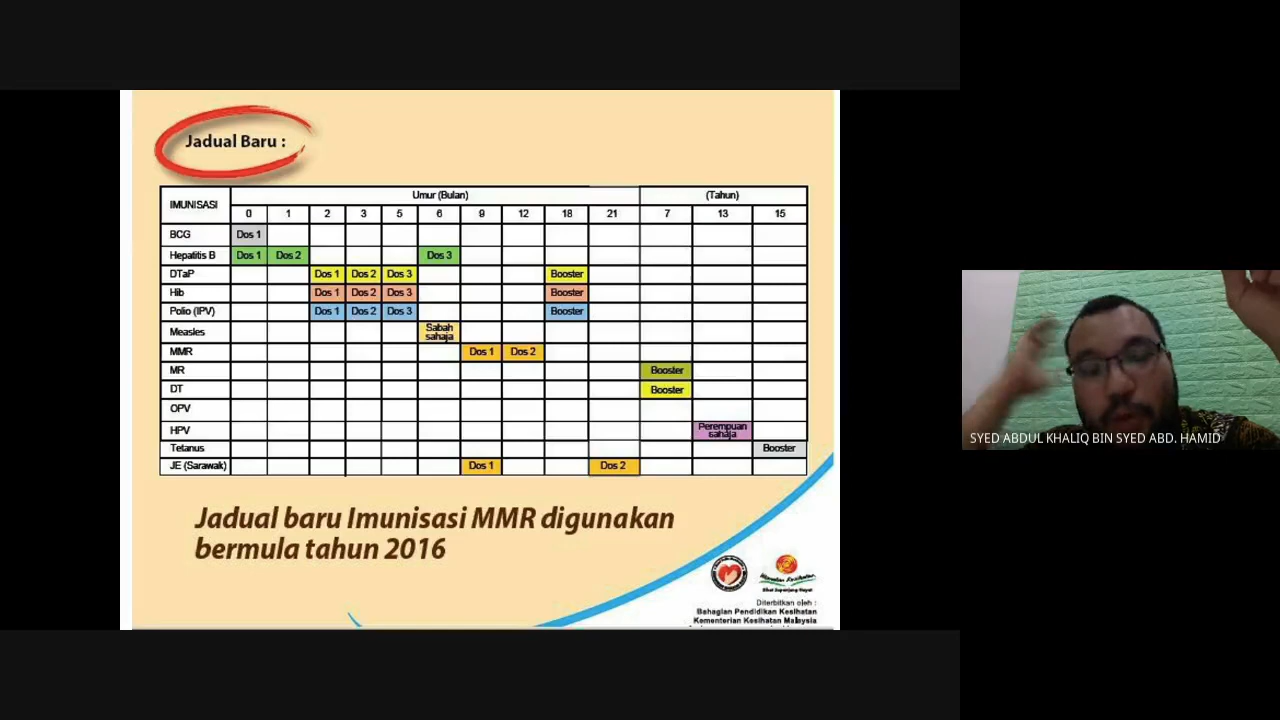 Jadual Baru :
IMUNISASI Umur (Bulan) (Tahun)
0 1 2 3 5 6 9 12 18 21 7 13 15
BCG Dos 1
Hepatitis B Dos 1 Dos 2 Dos 3
DTaP Dos 1 Dos 2 Dos 3 Booster
Hib Dos 1 Dos 2 Dos 3 Booster
Polio (IPV) Dos 1 Dos 2 Dos 3 Booster
Measles Sabah sahaja
MMR Dos 1 Dos 2
MR Booster
DT Booster
OPV
HPV Perempuan sahaja
Tetanus Booster
JE (Sarawak) Dos 1 Dos 2
Jadual baru Imunisasi MMR digunakan
bermula tahun 2016
Diterbitkan oleh :
Bahagian Pendidikan Kesihatan
Kementerian Kesihatan Malaysia
SYED ABDUL KHALIQ BIN SYED ABD. HAMID